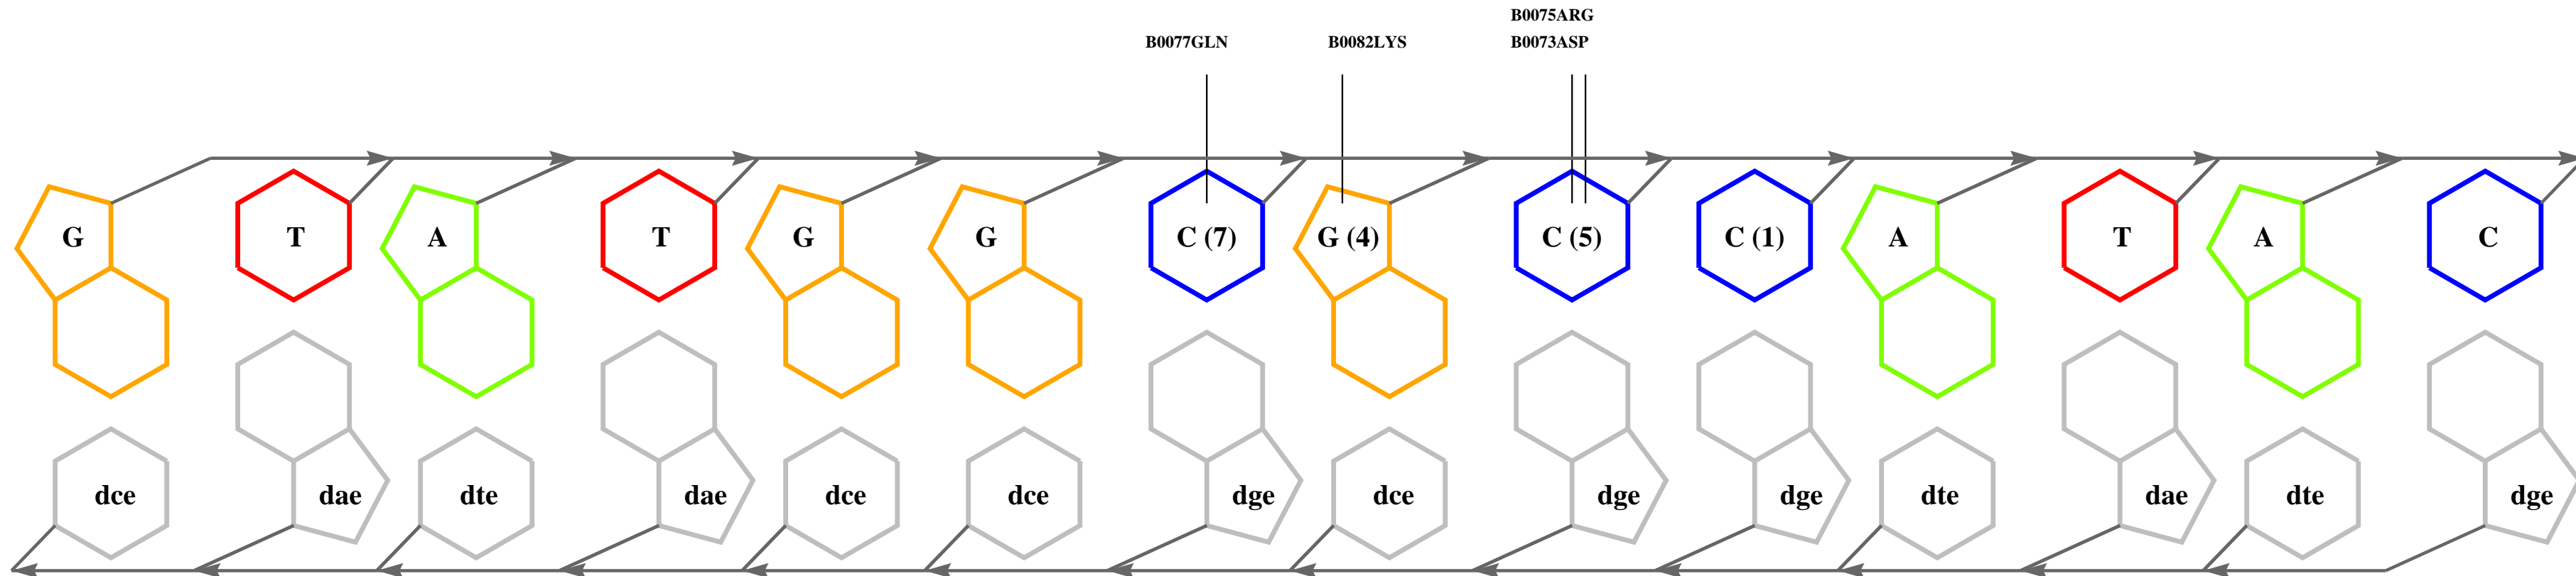 B0075ARG
B0077GLN B0082LYS B0073ASP
G T A T G G C (7) G (4) C (5) C (1) A T A C
dce dae dte dae dce dce dge dce dge dge dte dae dte dge